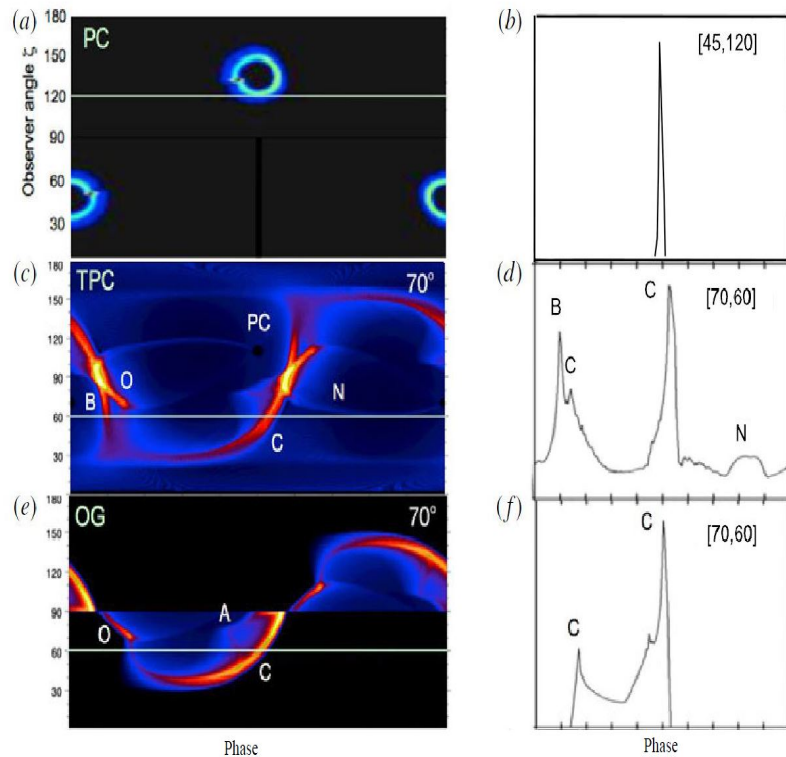 (a)
PC
Observer angle ζ
180
150
120
90
60
30
(b)
[45,120]
(c)
TPC
70°
PC
O
B
N
C
180
150
120
90
60
30
(d)
B
C
C
[70,60]
N
(e)
OG
70°
O
A
C
180
150
120
90
60
30
Phase
(f)
C
[70,60]
C
Phase